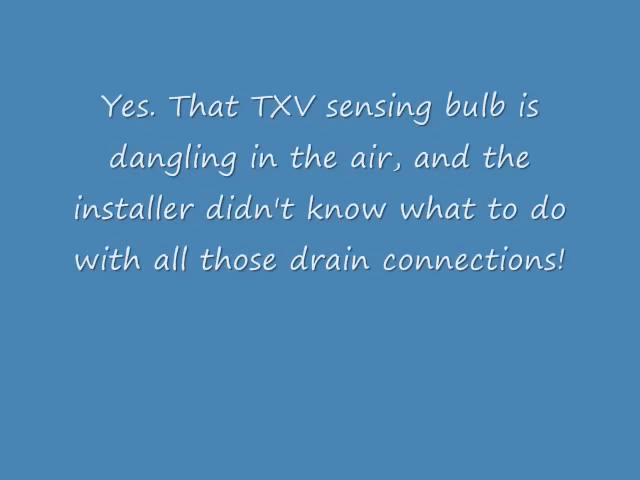 Yes. That TXV sensing bulb is
dangling in the air, and the
installer didn't know what to do
with all those drain connections!